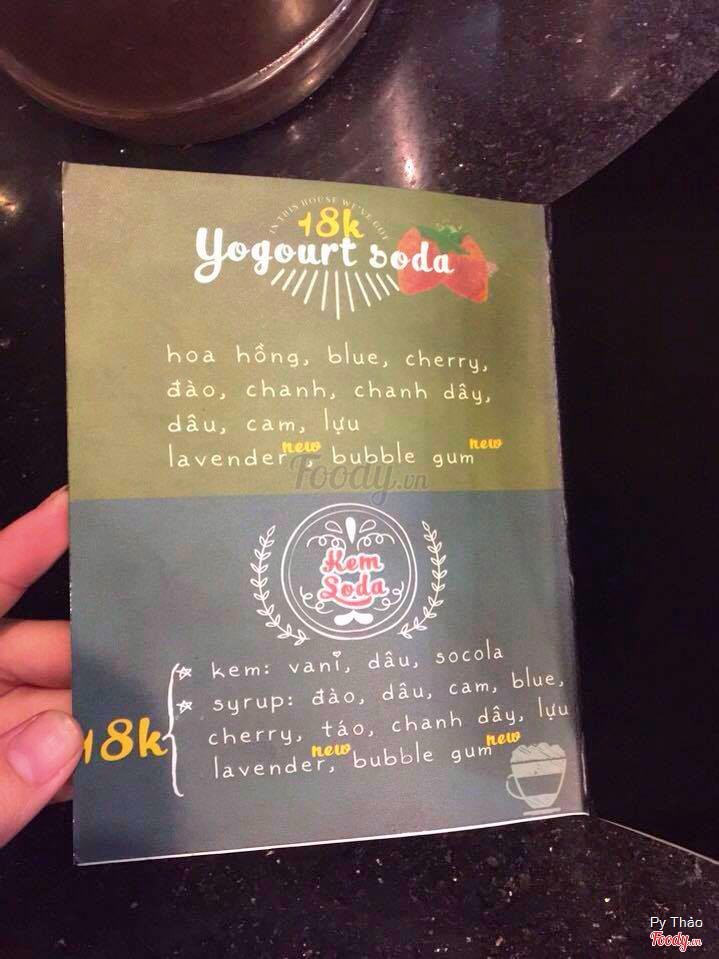 IN THIS HOUSE WE'VE GOT
18k
Yogourt soda
hoa hồng, blue, cherry,
đào, chanh, chanh dây,
dâu, cam, lựu
lavender new, bubble gum new
Foody.vn
Kem
Soda
18k
kem: vani, dâu, socola
syrup: đào, dâu, cam, blue,
cherry, táo, chanh dây, lựu
lavender, new bubble gum new
Py Thảo
Foody.vn